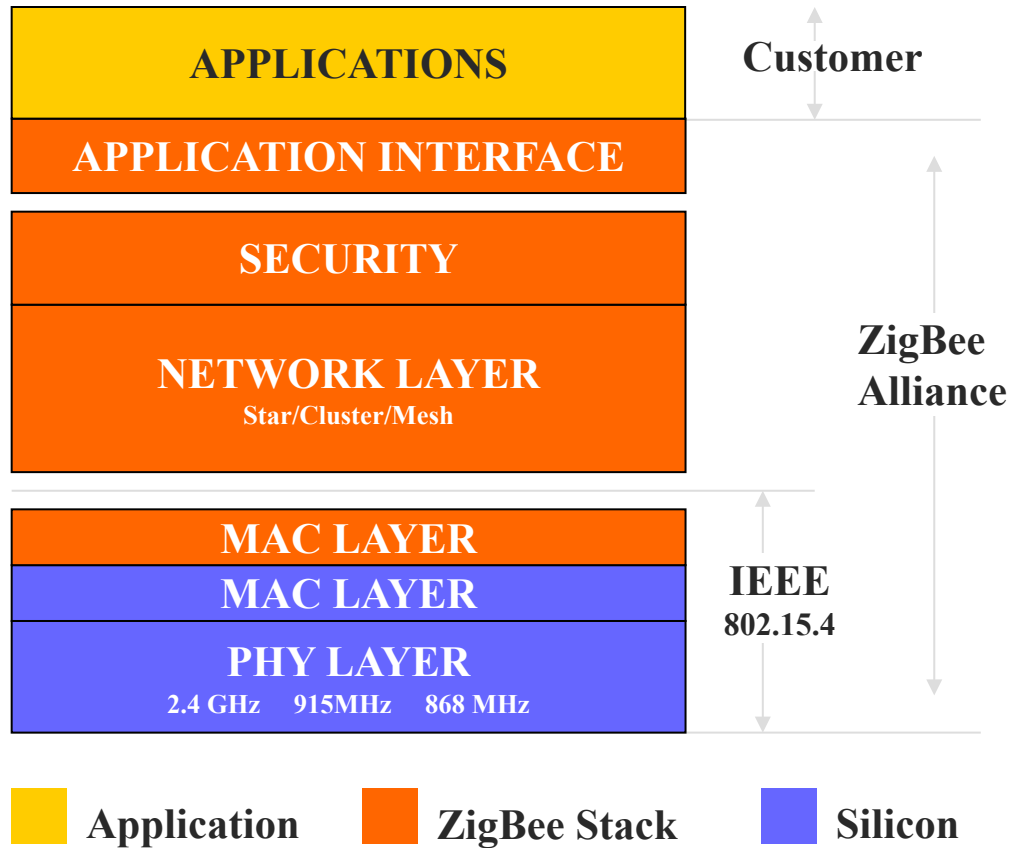 APPLICATIONS
Customer
APPLICATION INTERFACE
SECURITY
NETWORK LAYER
Star/Cluster/Mesh
ZigBee
Alliance
MAC LAYER
MAC LAYER
IEEE
802.15.4
PHY LAYER
2.4 GHz 915MHz 868 MHz
Application ZigBee Stack Silicon